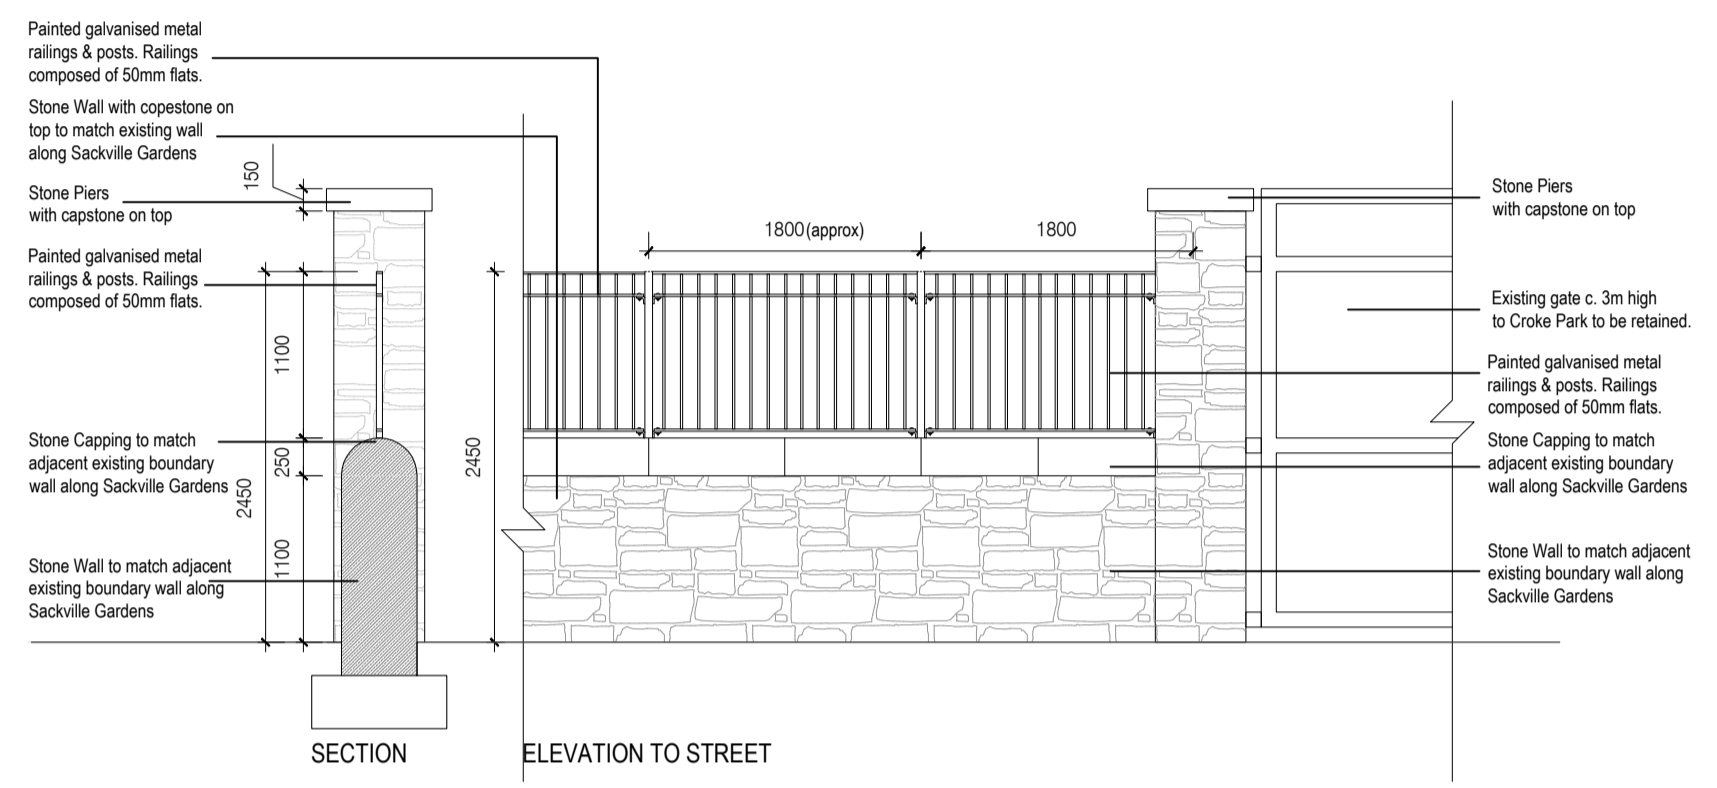 Painted galvanised metal
railings & posts. Railings
composed of 50mm flats.
Stone Wall with copestone on
top to match existing wall
along Sackville Gardens
150
Stone Piers
with capstone on top
Painted galvanised metal
railings & posts. Railings
composed of 50mm flats.
1100
Stone Capping to match
adjacent existing boundary
wall along Sackville Gardens
250
2450
1100
Stone Wall to match adjacent
existing boundary wall along
Sackville Gardens
SECTION
2450
1800(approx)
1800
ELEVATION TO STREET
Stone Piers
with capstone on top
Existing gate c. 3m high
to Croke Park to be retained.
Painted galvanised metal
railings & posts. Railings
composed of 50mm flats.
Stone Capping to match
adjacent existing boundary
wall along Sackville Gardens
Stone Wall to match adjacent
existing boundary wall along
Sackville Gardens